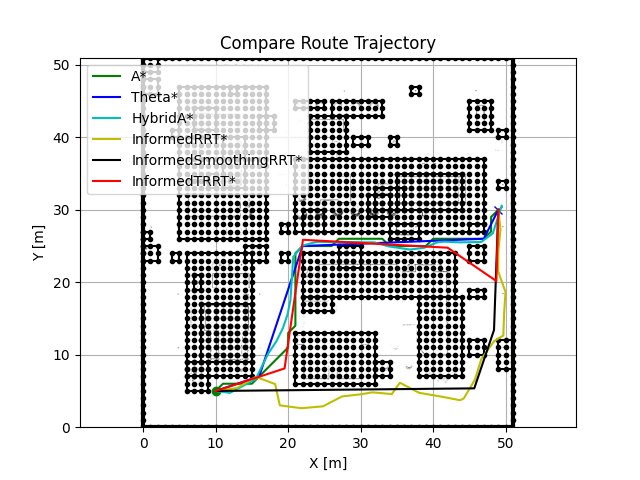 Compare Route Trajectory
A*
Theta*
HybridA*
InformedRRT*
InformedSmoothingRRT*
InformedTRRT*
50
40
30
20
10
0
Y [m]
0 10 20 30 40 50
X [m]